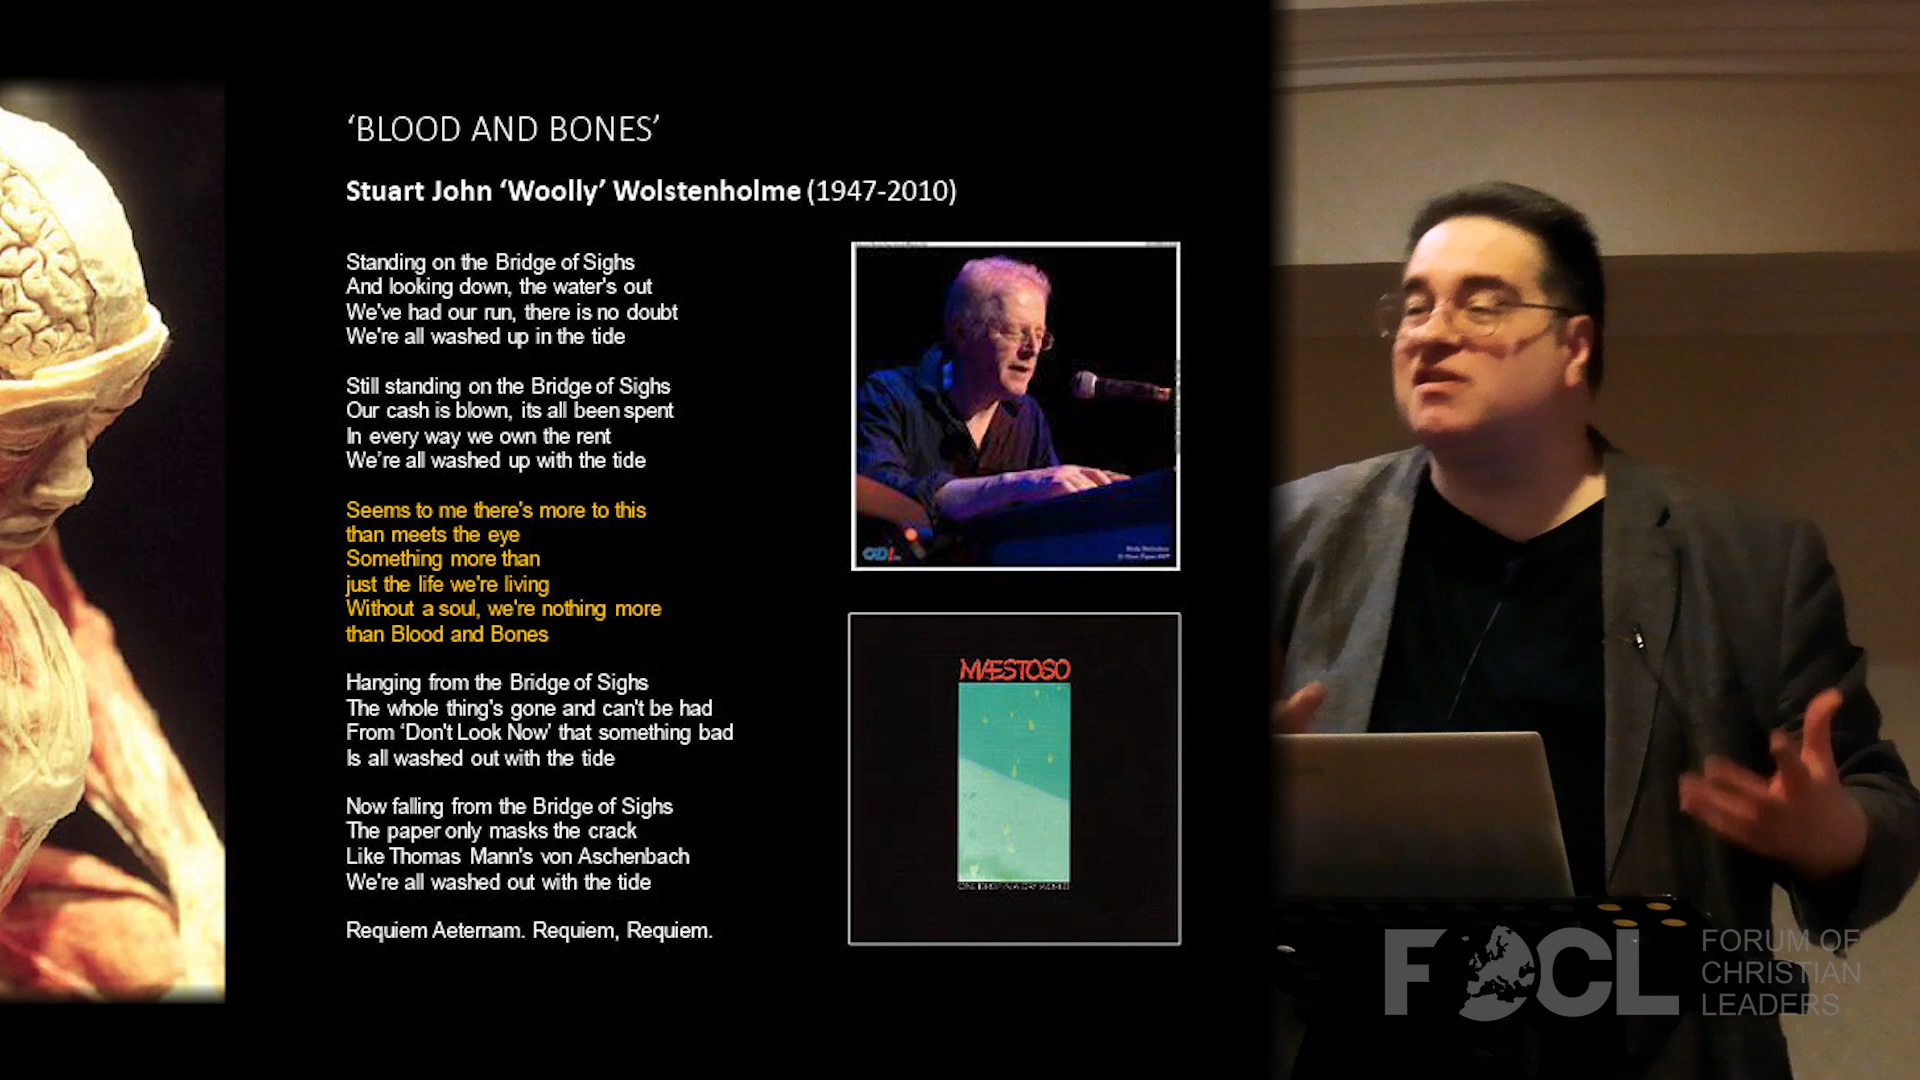 ‘BLOOD AND BONES’
Stuart John ‘Woolly’ Wolstenholme (1947-2010)
Standing on the Bridge of Sighs
And looking down, the water's out
We've had our run, there is no doubt
We're all washed up in the tide
Still standing on the Bridge of Sighs
Our cash is blown, its all been spent
In every way we own the rent
We’re all washed up with the tide
Seems to me there's more to this
than meets the eye
Something more than
just the life we're living
Without a soul, we're nothing more
than Blood and Bones
Hanging from the Bridge of Sighs
The whole thing's gone and can't be had
From ‘Don't Look Now’ that something bad
Is all washed out with the tide
Now falling from the Bridge of Sighs
The paper only masks the crack
Like Thomas Mann's von Aschenbach
We're all washed out with the tide
Requiem Aeternam. Requiem, Requiem.
MÆSTOSO
FOCL
FORUM OF
CHRISTIAN
LEADERS